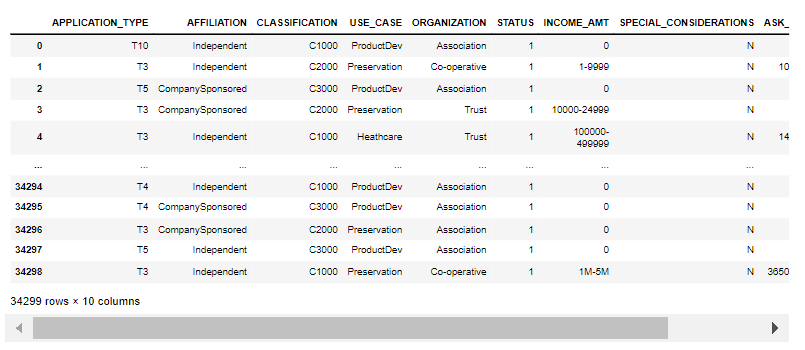 APPLICATION_TYPE AFFILIATION CLASSIFICATION USE_CASE ORGANIZATION STATUS INCOME_AMT SPECIAL_CONSIDERATIONS ASK_
0 T10 Independent C1000 ProductDev Association 1 0 N
1 T3 Independent C2000 Preservation Co-operative 1 1-9999 N 10
2 T5 CompanySponsored C3000 ProductDev Association 1 0 N
3 T3 CompanySponsored C2000 Preservation Trust 1 10000-24999 N
4 T3 Independent C1000 Heathcare Trust 1 100000-499999 N 14
... ... ... ... ... ... ... ... ...
34294 T4 Independent C1000 ProductDev Association 1 0 N
34295 T4 CompanySponsored C3000 ProductDev Association 1 0 N
34296 T3 CompanySponsored C2000 Preservation Association 1 0 N
34297 T5 Independent C3000 ProductDev Association 1 0 N
34298 T3 Independent C1000 Preservation Co-operative 1 1M-5M N 3650
34299 rows × 10 columns